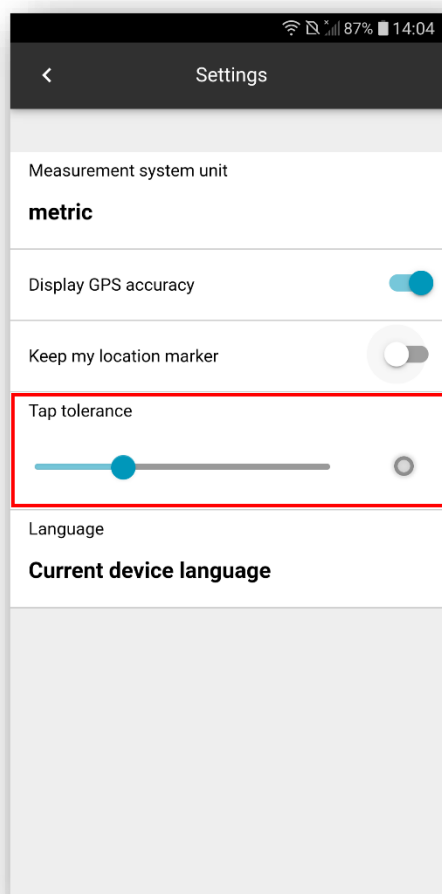 87% 14:04
Settings
Measurement system unit
metric
Display GPS accuracy
Keep my location marker
Tap tolerance
Language
Current device language